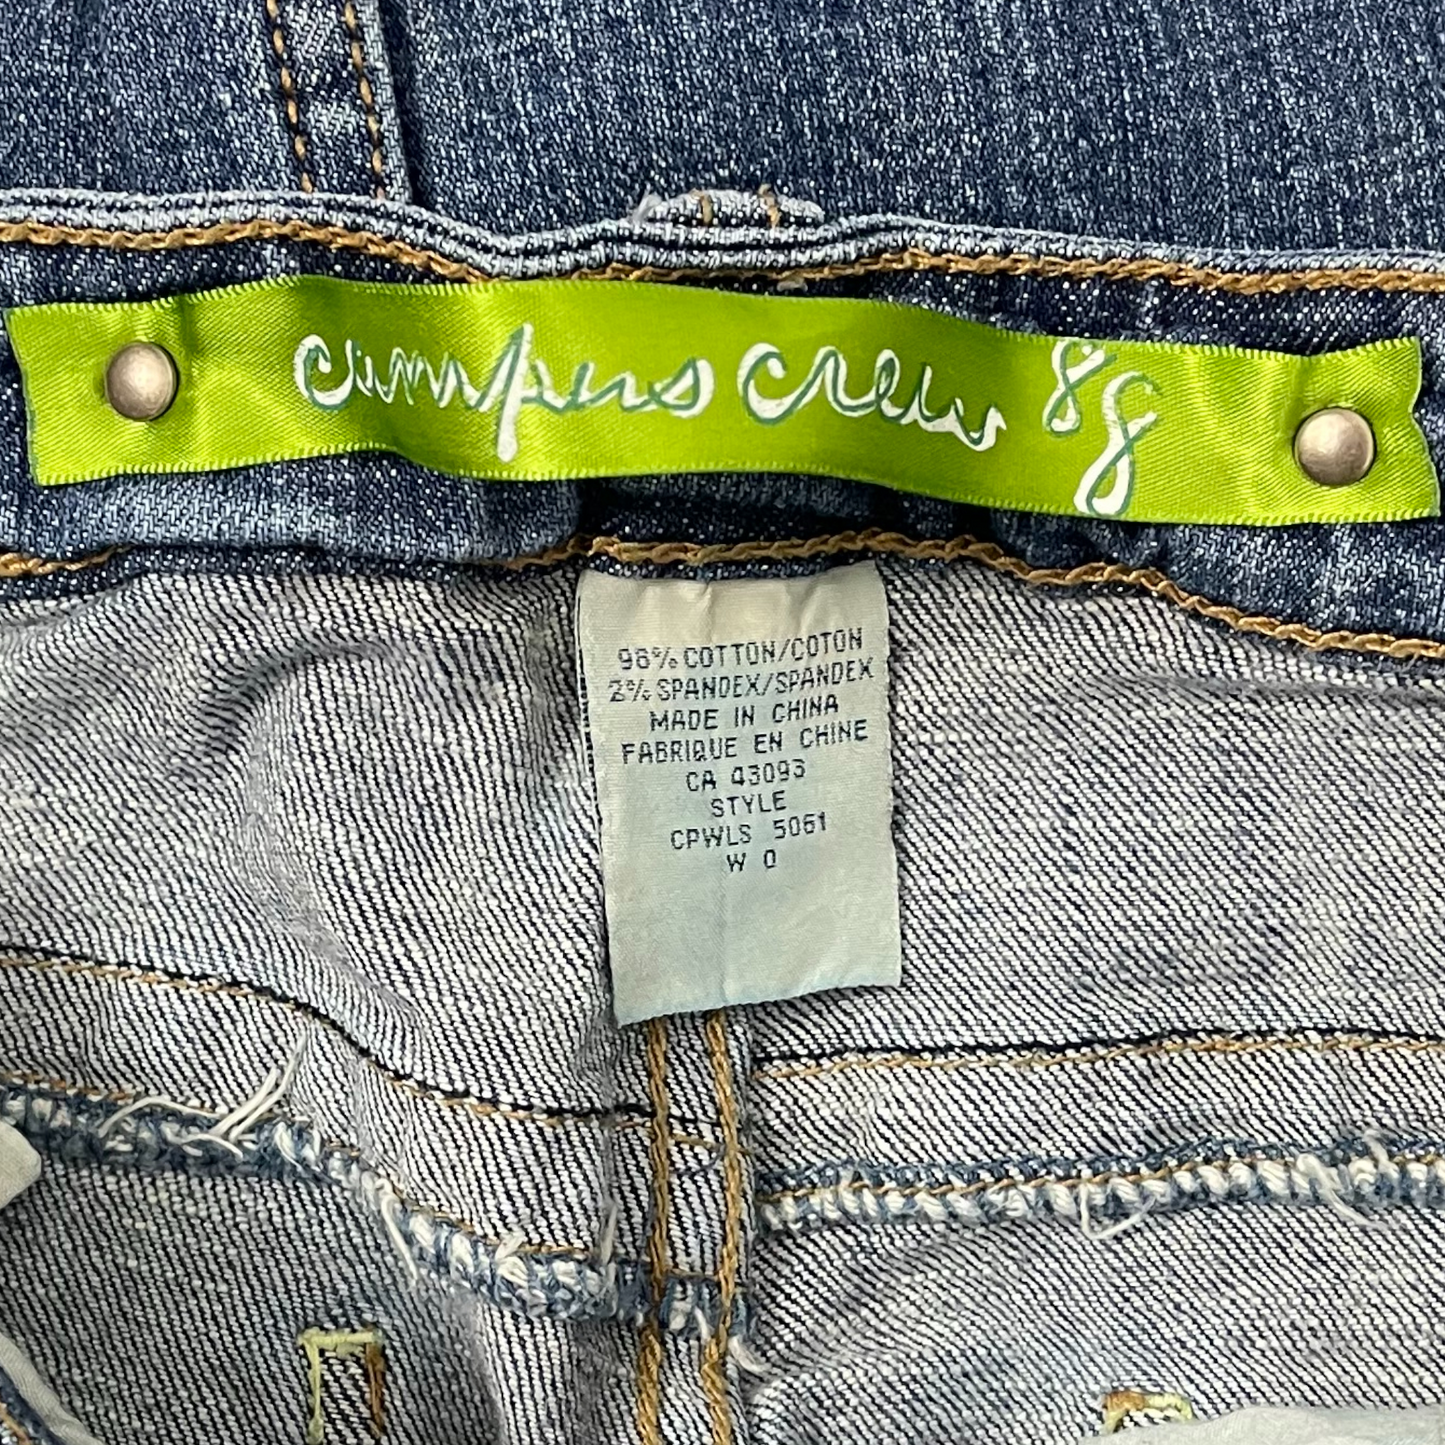 campus crew 88
98% COTTON/COTON
2% SPANDEX/SPANDEX
MADE IN CHINA
FABRIQUE EN CHINE
CA 43093
STYLE
CPWLS 5061
W 0